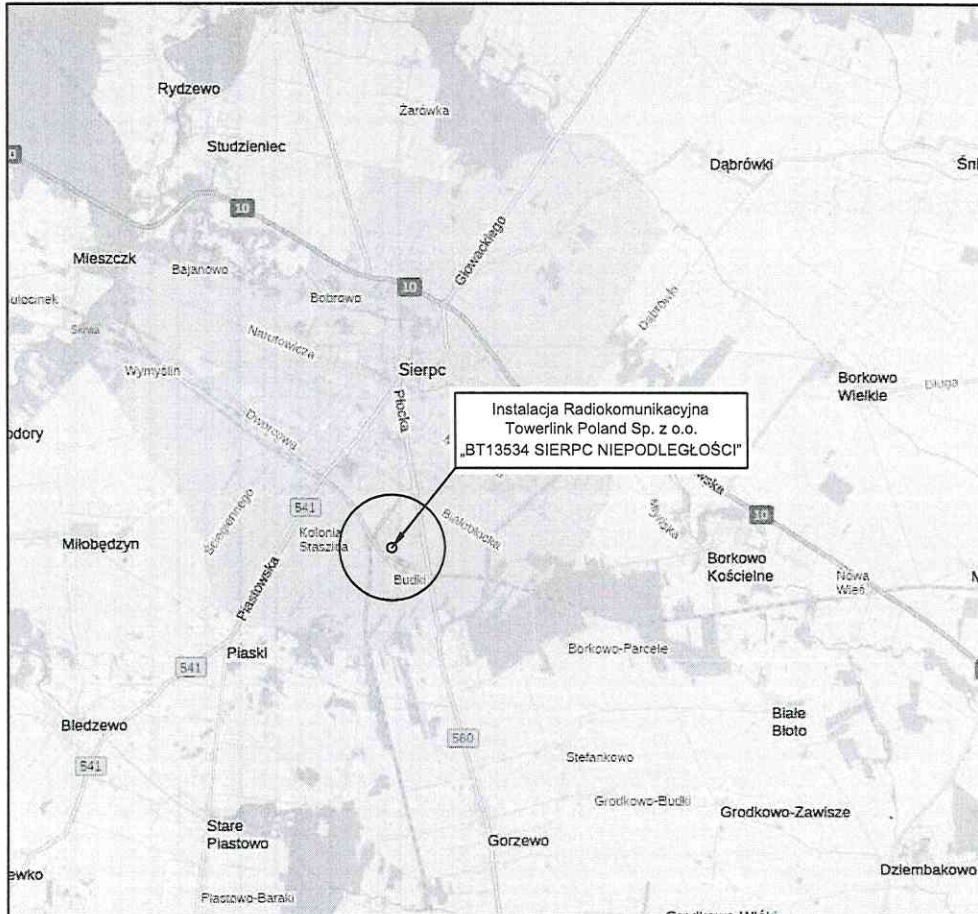 Rydzewo
Żarówka
Studzieniec
Dąbrówki
10
Głowackiego
Mieszczk
Bajanowo
10
Bobrowo
Dąbrówki
Skrwa
Narutowicza
Sierpc
Wymyślin
Borkowo
Wielkie
Długa
Płocka
Instalacja Radiokomunikacyjna
Towerlink Poland Sp. z o.o.
„BT13534 SIERPC NIEPODLEGŁOŚCI”
Dworcowa
541
10
Ściegiennego
Białobłocka
Kolonia
Staszica
Miłobędzyn
Borkowo
Kościelne
Budki
Nowa
Wieś
Piastowska
Piaski
Borkowo-Parcele
541
Białe
Błoto
Bledzewo
560
Stefankowo
541
Grodkowo-Budki
Grodkowo-Zawisze
Stare
Piastowo
Gorzewo
Dziembakowo
Piastowo-Baraki